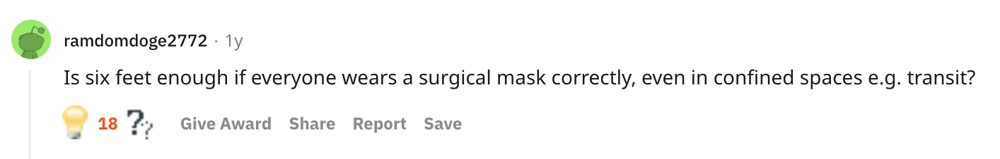 ramdomdoge2772 · 1y
Is six feet enough if everyone wears a surgical mask correctly, even in confined spaces e.g. transit?
18 ?? Give Award Share Report Save